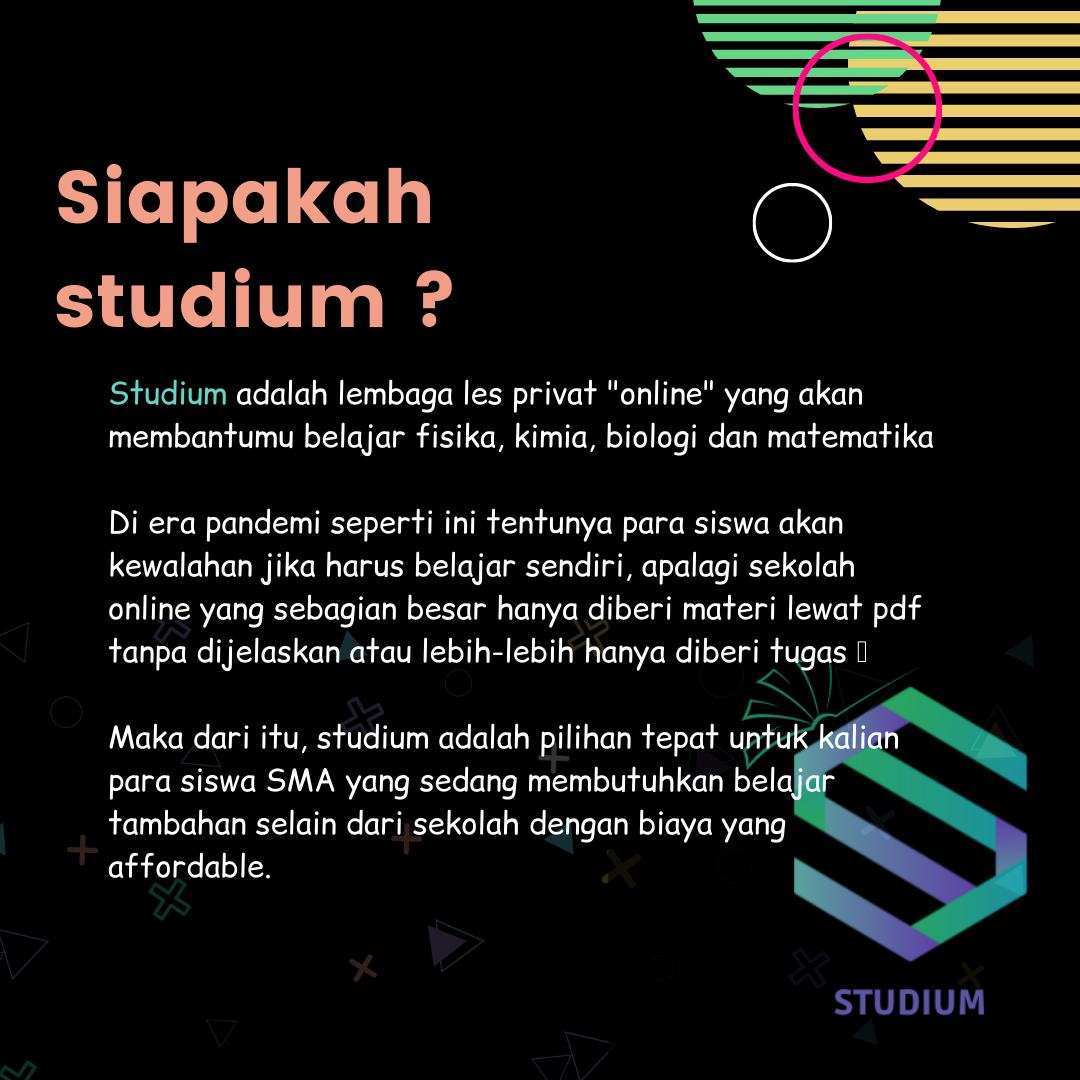 Siapakah
studium ?
Studium adalah lembaga les privat "online" yang akan
membantumu belajar fisika, kimia, biologi dan matematika
Di era pandemi seperti ini tentunya para siswa akan
kewalahan jika harus belajar sendiri, apalagi sekolah
online yang sebagian besar hanya diberi materi lewat pdf
tanpa dijelaskan atau lebih-lebih hanya diberi tugas
Maka dari itu, studium adalah pilihan tepat untuk kalian
para siswa SMA yang sedang membutuhkan belajar
tambahan selain dari sekolah dengan biaya yang
affordable.
STUDIUM